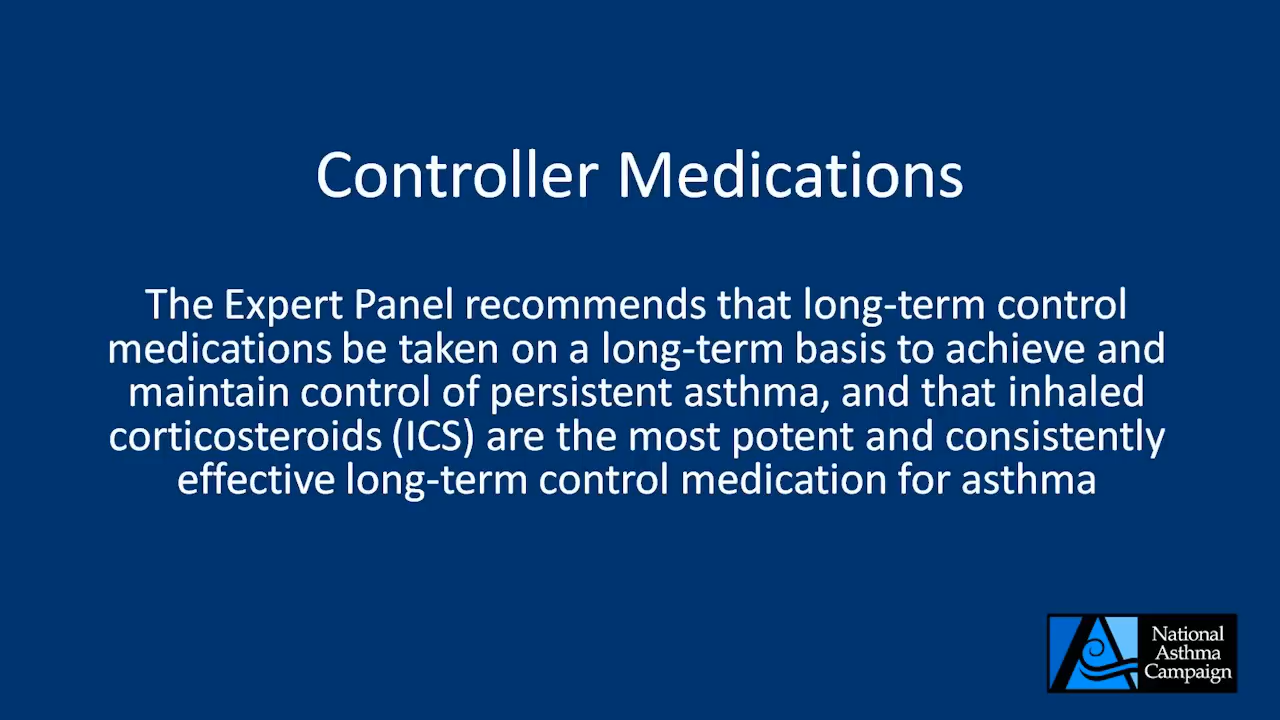 Controller Medications
The Expert Panel recommends that long-term control
medications be taken on a long-term basis to achieve and
maintain control of persistent asthma, and that inhaled
corticosteroids (ICS) are the most potent and consistently
effective long-term control medication for asthma
National
Asthma
Campaign